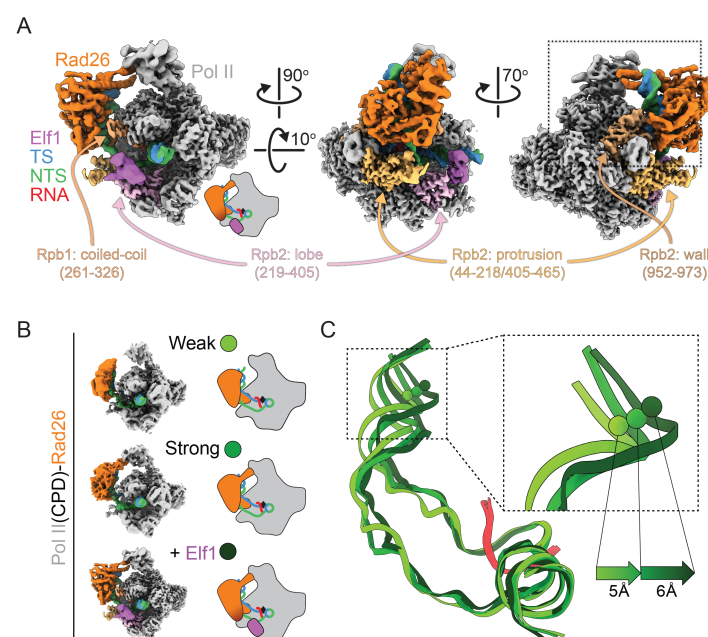 A
Rad26
Pol II
90°
70°
10°
Elf1
TS
NTS
RNA
Rpb1: coiled-coil
(261-326)
Rpb2: lobe
(219-405)
Rpb2: protrusion
(44-218/405-465)
Rpb2: wall
(952-973)
B
Pol II(CPD)-Rad26
Weak
Strong
+ Elf1
C
5Å
6Å